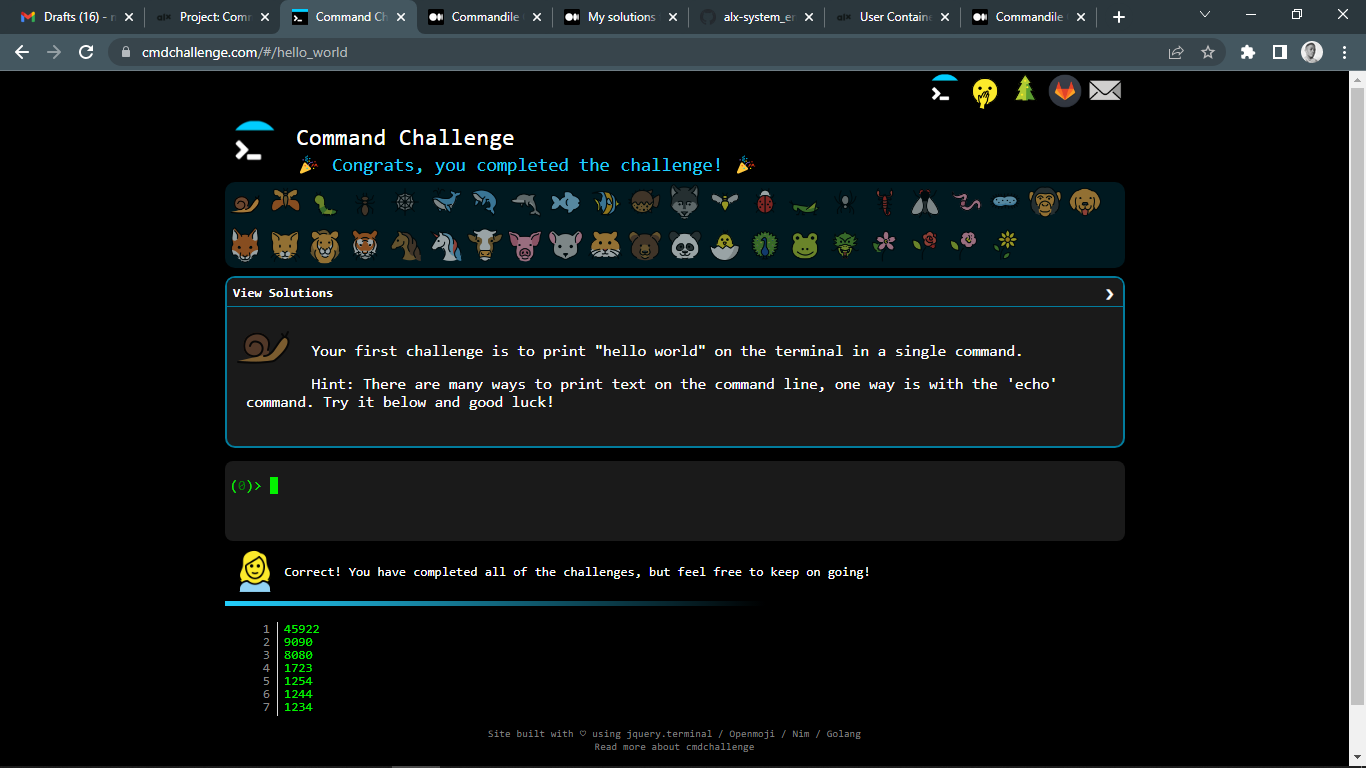 Drafts (16) - n
Project: Comm
Command Ch
Commandile
My solutions
alx-system_er
User Containe
Commandile
cmdchallenge.com/#/hello_world
Command Challenge
Congrats, you completed the challenge!
View Solutions
Your first challenge is to print "hello world" on the terminal in a single command.
Hint: There are many ways to print text on the command line, one way is with the 'echo'
command. Try it below and good luck!
(0)>
Correct! You have completed all of the challenges, but feel free to keep on going!
1 45922
2 9090
3 8080
4 1723
5 1254
6 1244
7 1234
Site built with ♡ using jquery.terminal / Openmoji / Nim / Golang
Read more about cmdchallenge